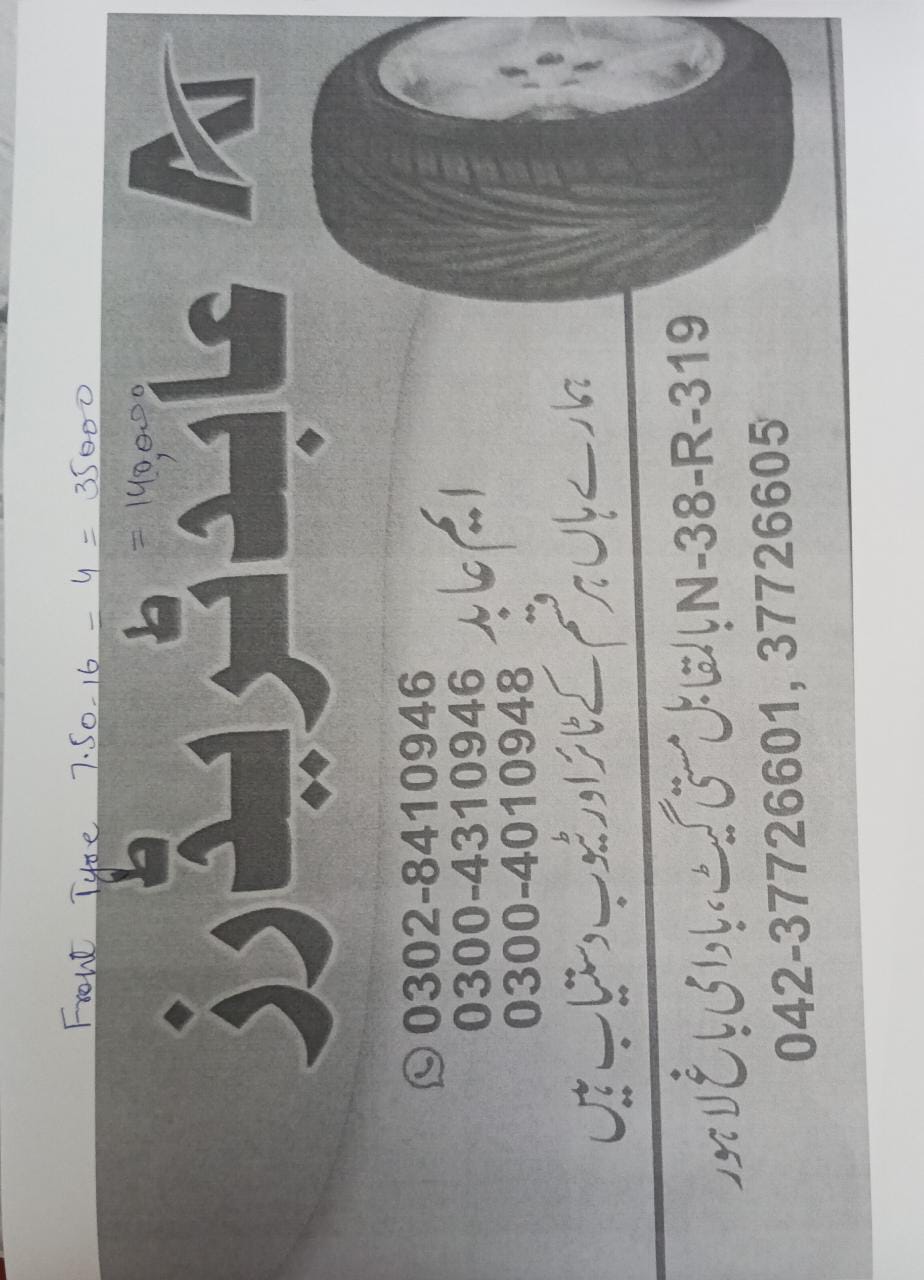 Front Tyre 7.50-16 - 4 = 35000
= 140,000
عابد ٹریڈرز
AT
0302-8410946
0300-4310946 ایم عابد
0300-4010948
ہمارے ہاں ہر قسم کے ٹائر اور ٹیوب دستیاب ہیں
N-38-R-319 بالمقابل مستی گیٹ، بادامی باغ لاہور
042-37726601, 37726605